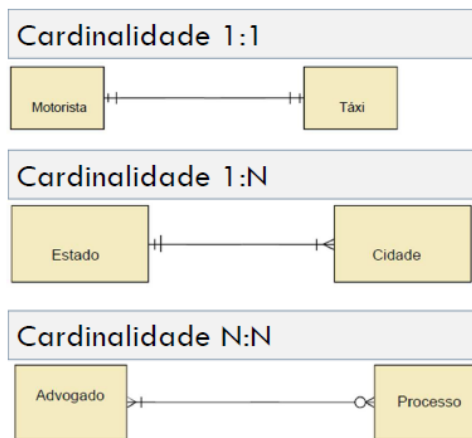 Cardinalidade 1:1
Motorista
Táxi
Cardinalidade 1:N
Estado
Cidade
Cardinalidade N:N
Advogado
Processo